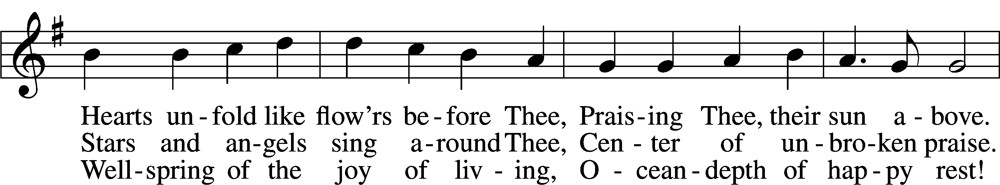 Hearts un-fold like flow’rs be-fore Thee, Prais-ing Thee, their sun a-bove.
Stars and an-gels sing a-round Thee, Cen-ter of un-bro-ken praise.
Well-spring of the joy of liv-ing, O-cean-depth of hap-py rest!